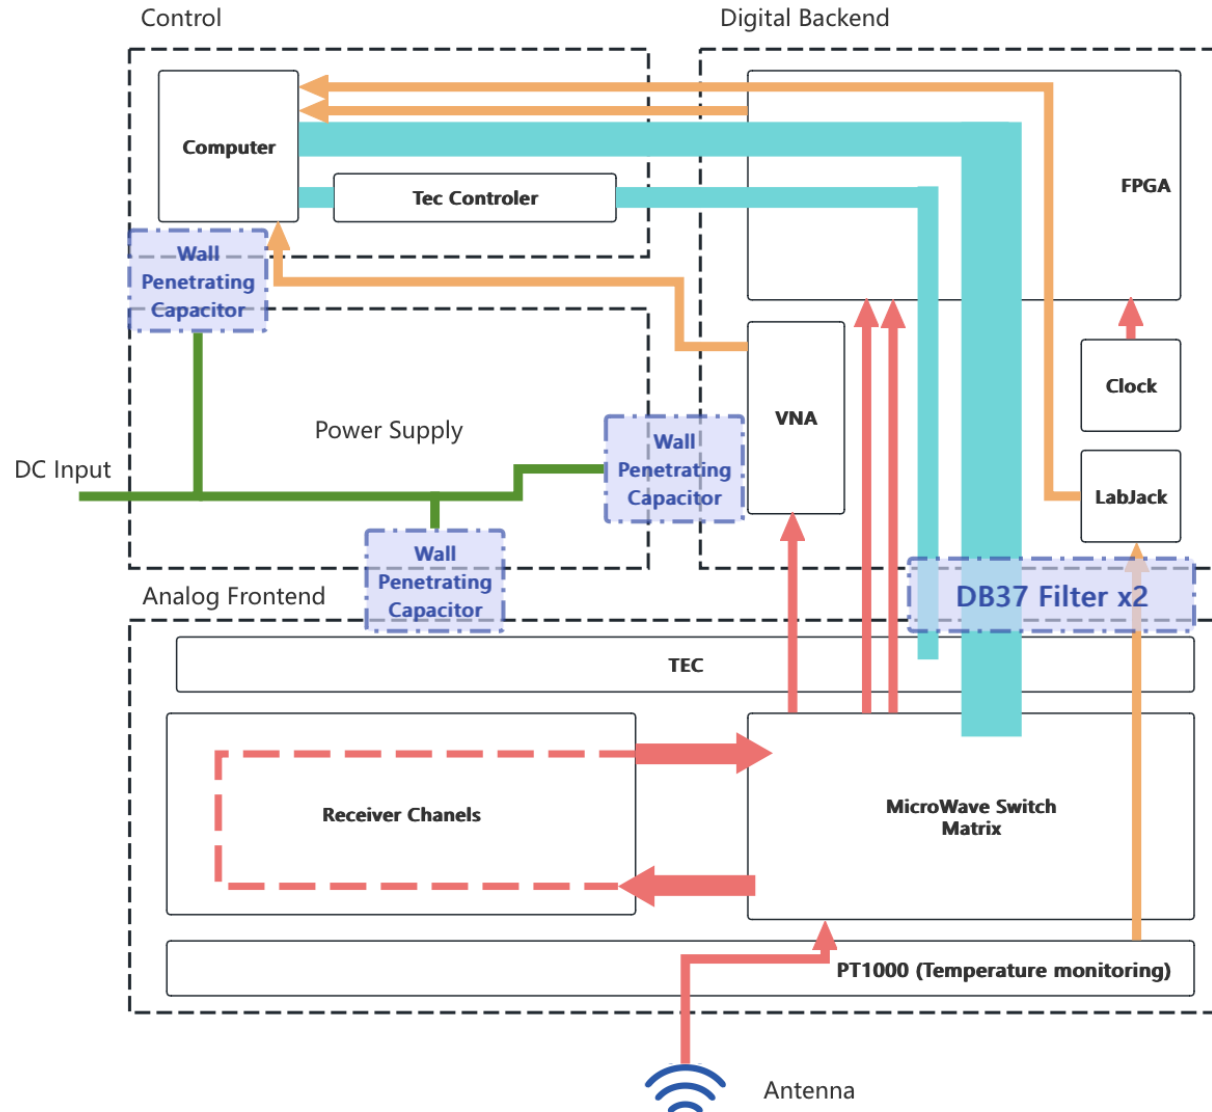 Control
Digital Backend
Computer
Tec Controler
FPGA
Wall
Penetrating
Capacitor
VNA
Clock
Power Supply
Wall
Penetrating
Capacitor
DC Input
LabJack
Wall
Penetrating
Capacitor
DB37 Filter x2
Analog Frontend
TEC
Receiver Chanels
MicroWave Switch
Matrix
PT1000 (Temperature monitoring)
Antenna